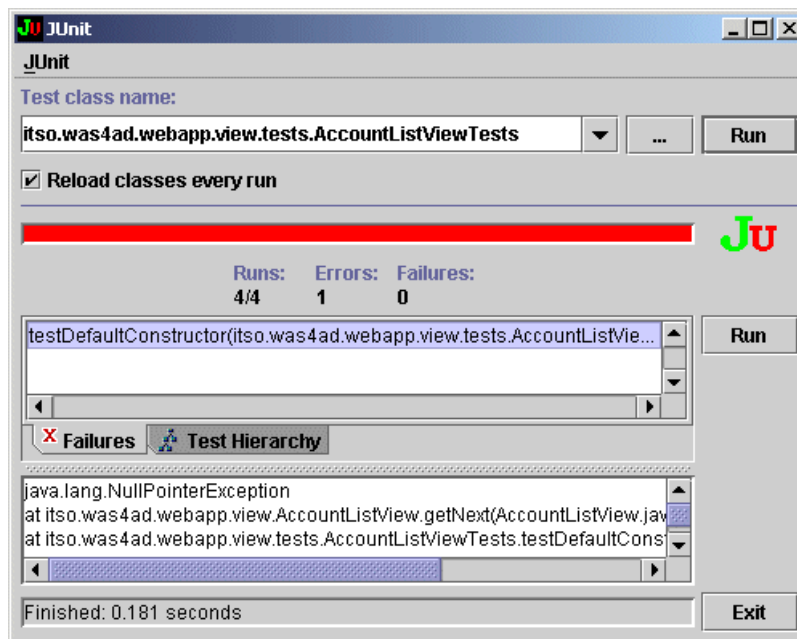 JU JUnit
JUnit
Test class name:
itso.was4ad.webapp.view.tests.AccountListViewTests
...
Run
Reload classes every run
JU
Runs: Errors: Failures:
4/4 1 0
testDefaultConstructor(itso.was4ad.webapp.view.tests.AccountListVie...
Run
X Failures
Test Hierarchy
java.lang.NullPointerException
at itso.was4ad.webapp.view.AccountListView.getNext(AccountListView.jav
at itso.was4ad.webapp.view.tests.AccountListViewTests.testDefaultCons
Finished: 0.181 seconds
Exit